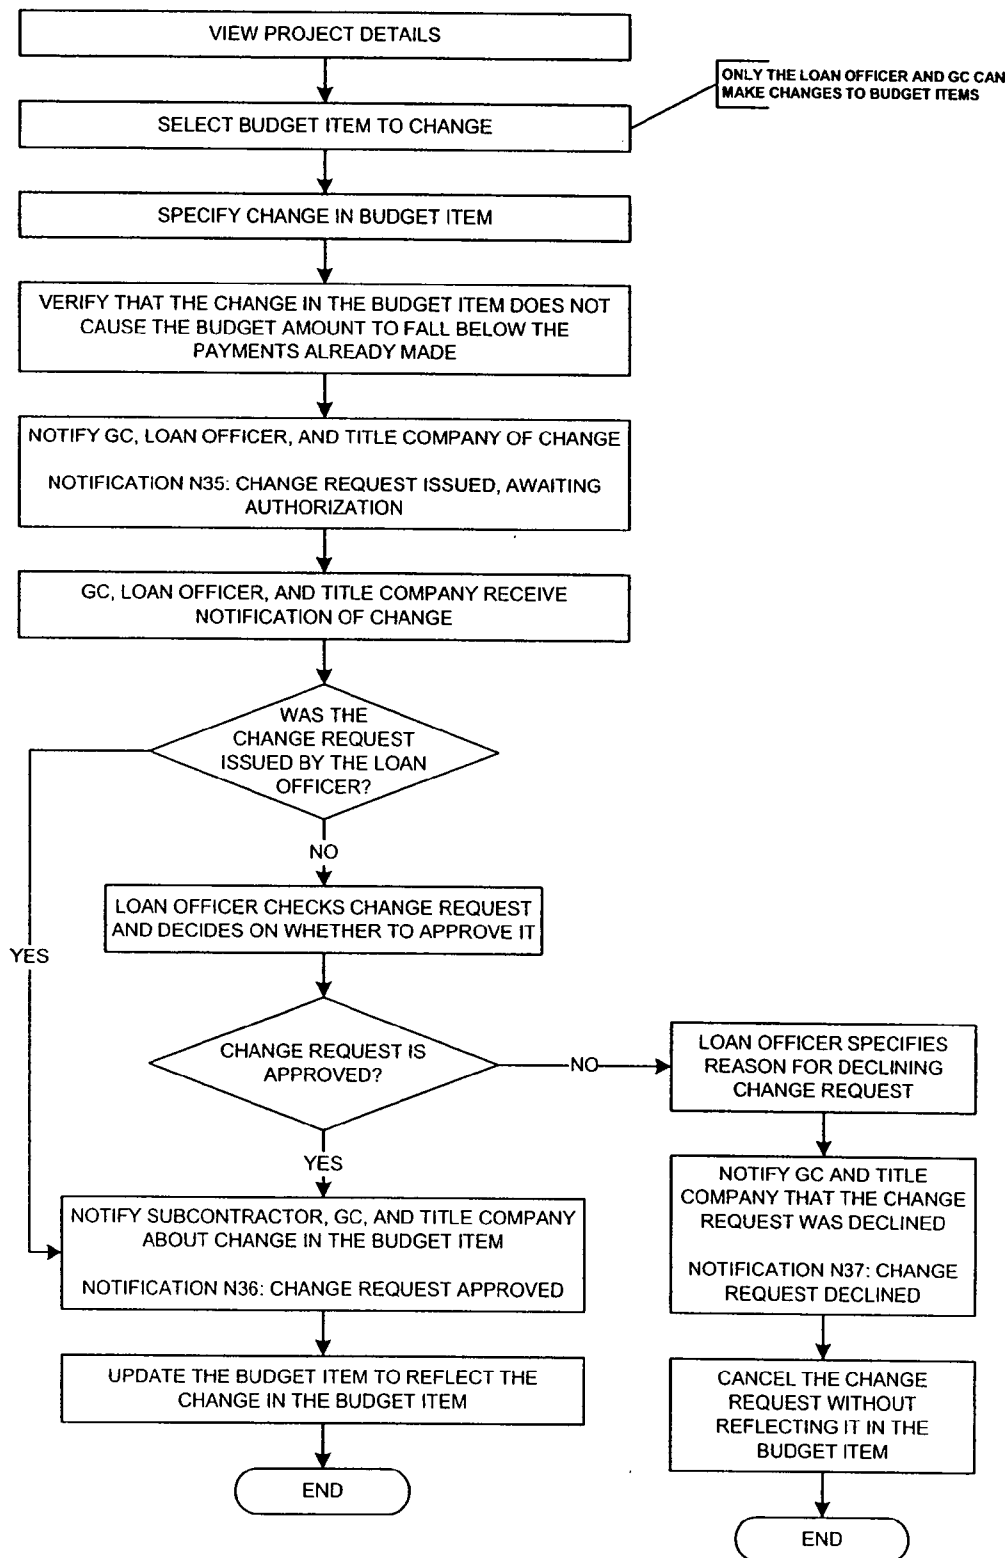 VIEW PROJECT DETAILS
ONLY THE LOAN OFFICER AND GC CAN
MAKE CHANGES TO BUDGET ITEMS
SELECT BUDGET ITEM TO CHANGE
SPECIFY CHANGE IN BUDGET ITEM
VERIFY THAT THE CHANGE IN THE BUDGET ITEM DOES NOT
CAUSE THE BUDGET AMOUNT TO FALL BELOW THE
PAYMENTS ALREADY MADE
NOTIFY GC, LOAN OFFICER, AND TITLE COMPANY OF CHANGE
NOTIFICATION N35: CHANGE REQUEST ISSUED, AWAITING
AUTHORIZATION
GC, LOAN OFFICER, AND TITLE COMPANY RECEIVE
NOTIFICATION OF CHANGE
WAS THE
CHANGE REQUEST
ISSUED BY THE LOAN
OFFICER?
NO
LOAN OFFICER CHECKS CHANGE REQUEST
AND DECIDES ON WHETHER TO APPROVE IT
YES
CHANGE REQUEST IS
APPROVED?
NO
LOAN OFFICER SPECIFIES
REASON FOR DECLINING
CHANGE REQUEST
YES
NOTIFY SUBCONTRACTOR, GC, AND TITLE COMPANY
ABOUT CHANGE IN THE BUDGET ITEM
NOTIFICATION N36: CHANGE REQUEST APPROVED
NOTIFY GC AND TITLE
COMPANY THAT THE CHANGE
REQUEST WAS DECLINED
NOTIFICATION N37: CHANGE
REQUEST DECLINED
UPDATE THE BUDGET ITEM TO REFLECT THE
CHANGE IN THE BUDGET ITEM
CANCEL THE CHANGE
REQUEST WITHOUT
REFLECTING IT IN THE
BUDGET ITEM
END
END